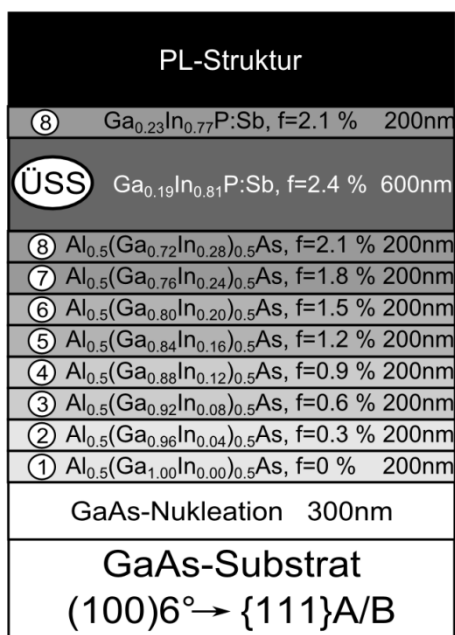 PL-Struktur
⑧ Ga₀.₂₃In₀.₇₇P:Sb, f=2.1 % 200nm
ÜSS Ga₀.₁₉In₀.₈₁P:Sb, f=2.4 % 600nm
⑧ Al₀.₅(Ga₀.₇₂In₀.₂₈)₀.₅As, f=2.1 % 200nm
⑦ Al₀.₅(Ga₀.₇₆In₀.₂₄)₀.₅As, f=1.8 % 200nm
⑥ Al₀.₅(Ga₀.₈₀In₀.₂₀)₀.₅As, f=1.5 % 200nm
⑤ Al₀.₅(Ga₀.₈₄In₀.₁₆)₀.₅As, f=1.2 % 200nm
④ Al₀.₅(Ga₀.₈₈In₀.₁₂)₀.₅As, f=0.9 % 200nm
③ Al₀.₅(Ga₀.₉₂In₀.₀₈)₀.₅As, f=0.6 % 200nm
② Al₀.₅(Ga₀.₉₆In₀.₀₄)₀.₅As, f=0.3 % 200nm
① Al₀.₅(Ga₁.₀₀In₀.₀₀)₀.₅As, f=0 % 200nm
GaAs-Nukleation 300nm
GaAs-Substrat
(100)6°→ {111}A/B